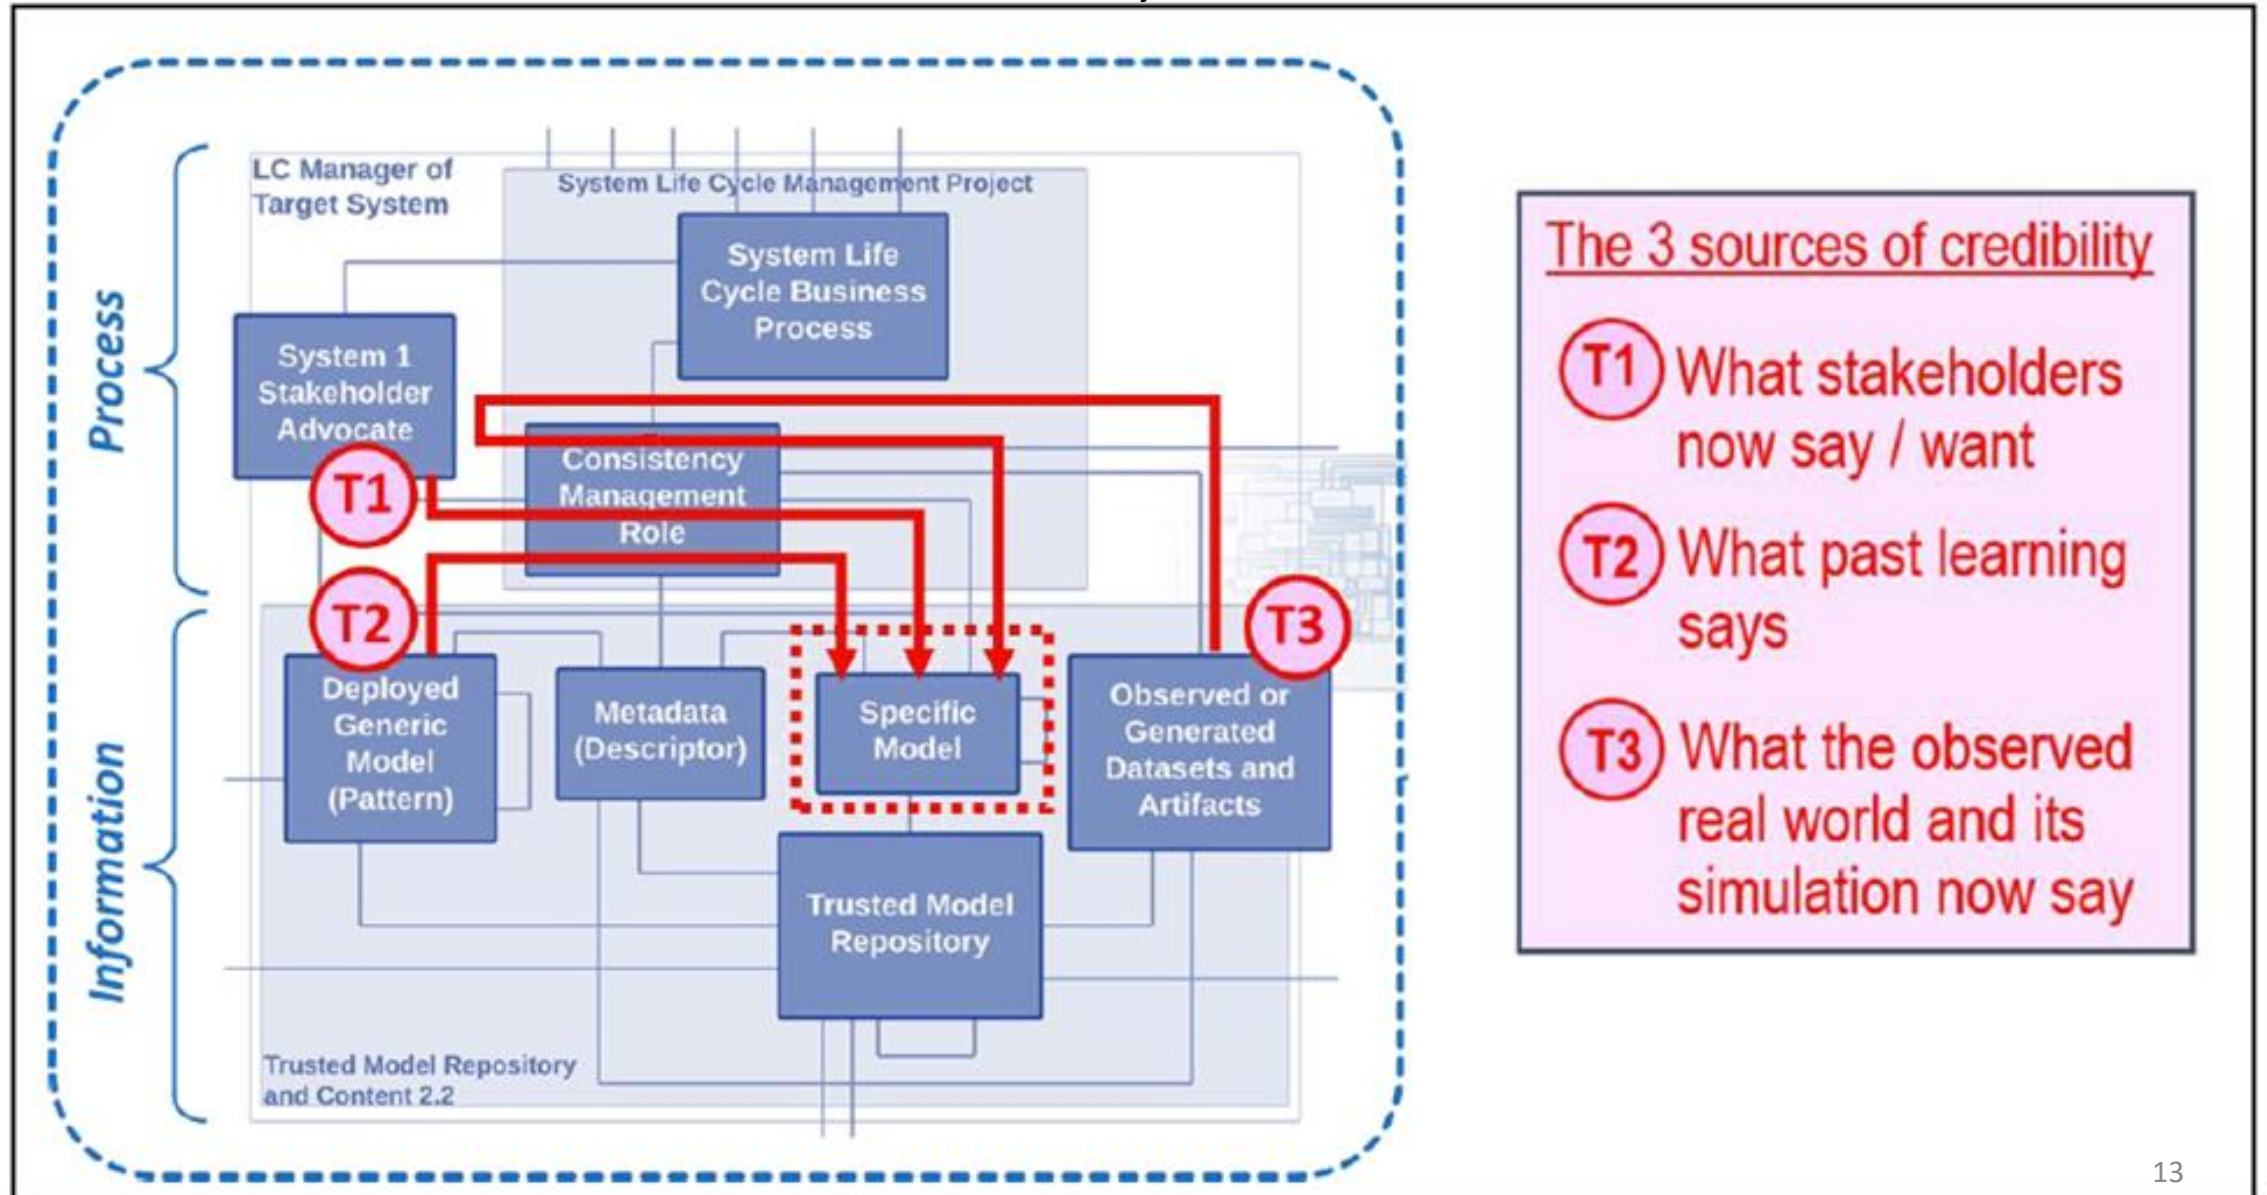 LC Manager of
Target System
System Life Cycle Management Project
System Life
Cycle Business
Process
Process
System 1
Stakeholder
Advocate
Consistency
Management
Role
T1
T2
T3
Deployed
Generic
Model
(Pattern)
Metadata
(Descriptor)
Specific
Model
Observed or
Generated
Datasets and
Artifacts
Information
Trusted Model
Repository
Trusted Model Repository
and Content 2.2
The 3 sources of credibility
T1 What stakeholders
now say / want
T2 What past learning
says
T3 What the observed
real world and its
simulation now say
13